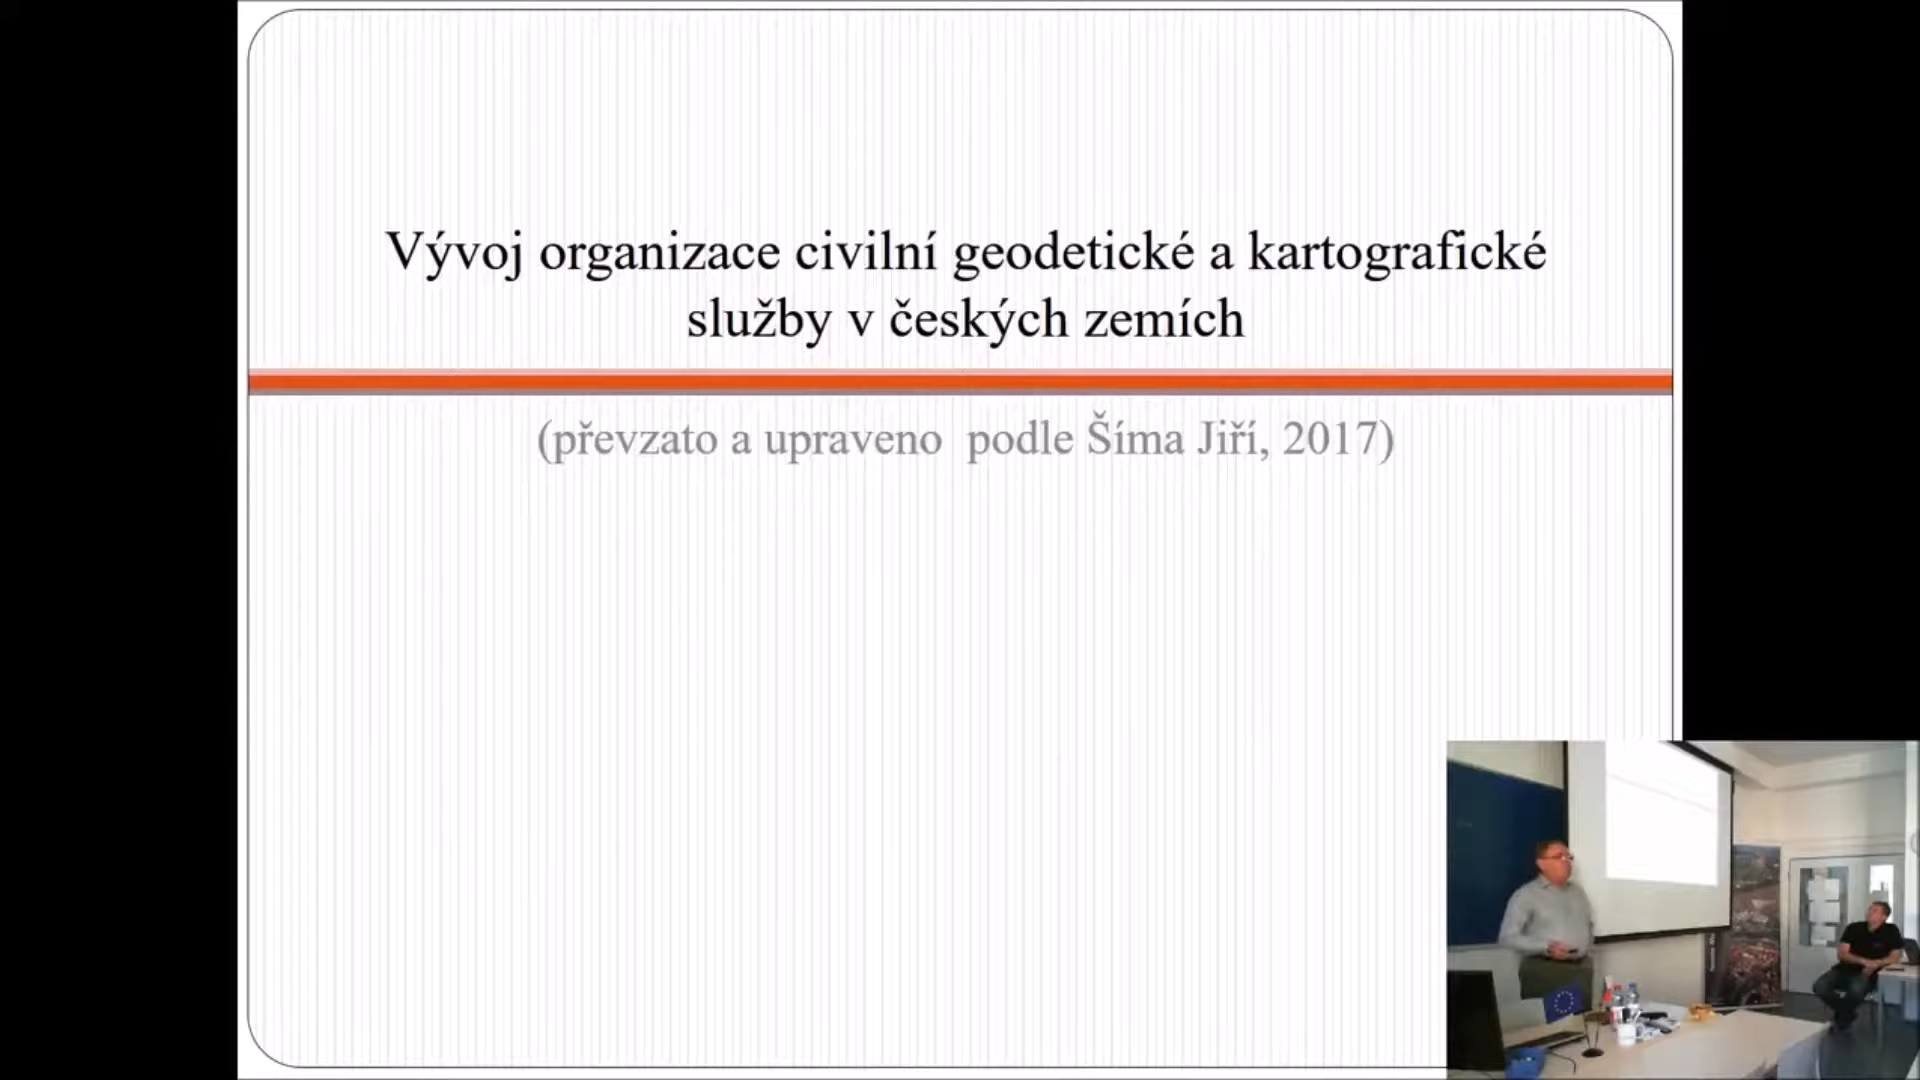 Vývoj organizace civilní geodetické a kartografické
služby v českých zemích
(převzato a upraveno podle Šíma Jiří, 2017)